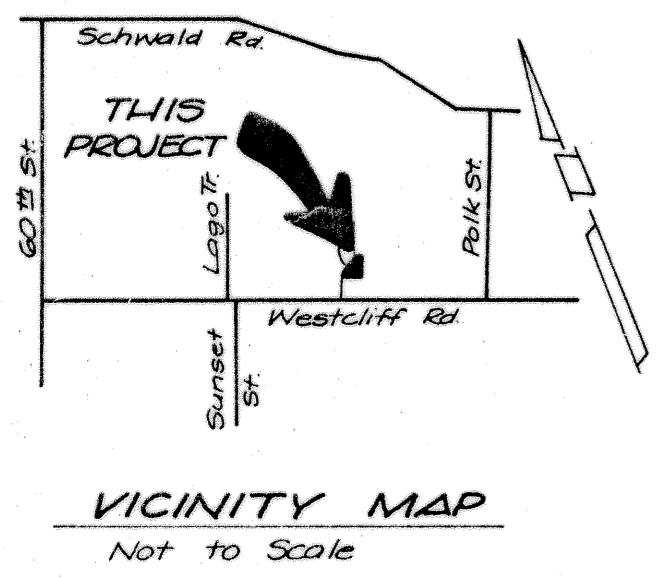 Schwald Rd.
THIS
PROJECT
60th St.
Lago Tr.
Polk St.
Westcliff Rd.
Sunset
St.
VICINITY MAP
Not to Scale